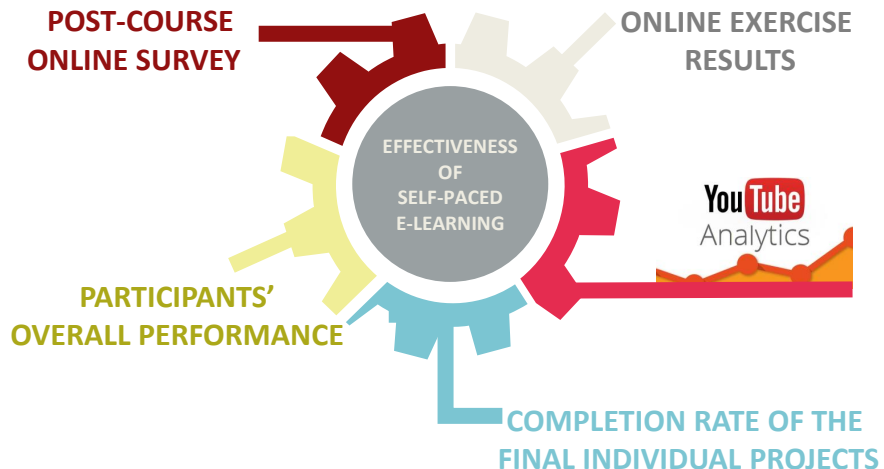 POST-COURSE
ONLINE SURVEY
ONLINE EXERCISE
RESULTS
EFFECTIVENESS
OF
SELF-PACED
E-LEARNING
YouTube
Analytics
PARTICIPANTS’
OVERALL PERFORMANCE
COMPLETION RATE OF THE
FINAL INDIVIDUAL PROJECTS